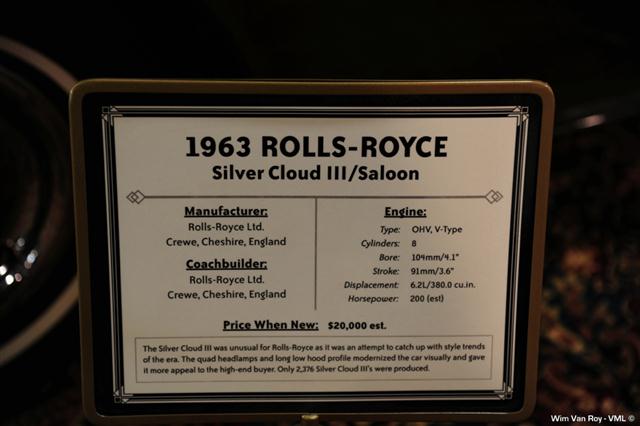 1963 ROLLS-ROYCE
Silver Cloud III/Saloon
Manufacturer:
Rolls-Royce Ltd.
Crewe, Cheshire, England
Coachbuilder:
Rolls-Royce Ltd.
Crewe, Cheshire, England
Engine:
Type: OHV, V-Type
Cylinders: 8
Bore: 104mm/4.1"
Stroke: 91mm/3.6"
Displacement: 6.2L/380.0 cu.in.
Horsepower: 200 (est)
Price When New: $20,000 est.
The Silver Cloud III was unusual for Rolls-Royce as it was an attempt to catch up with style trends
of the era. The quad headlamps and long low hood profile modernized the car visually and gave
it more appeal to the high-end buyer. Only 2,376 Silver Cloud III's were produced.
Wim Van Roy - VML ©